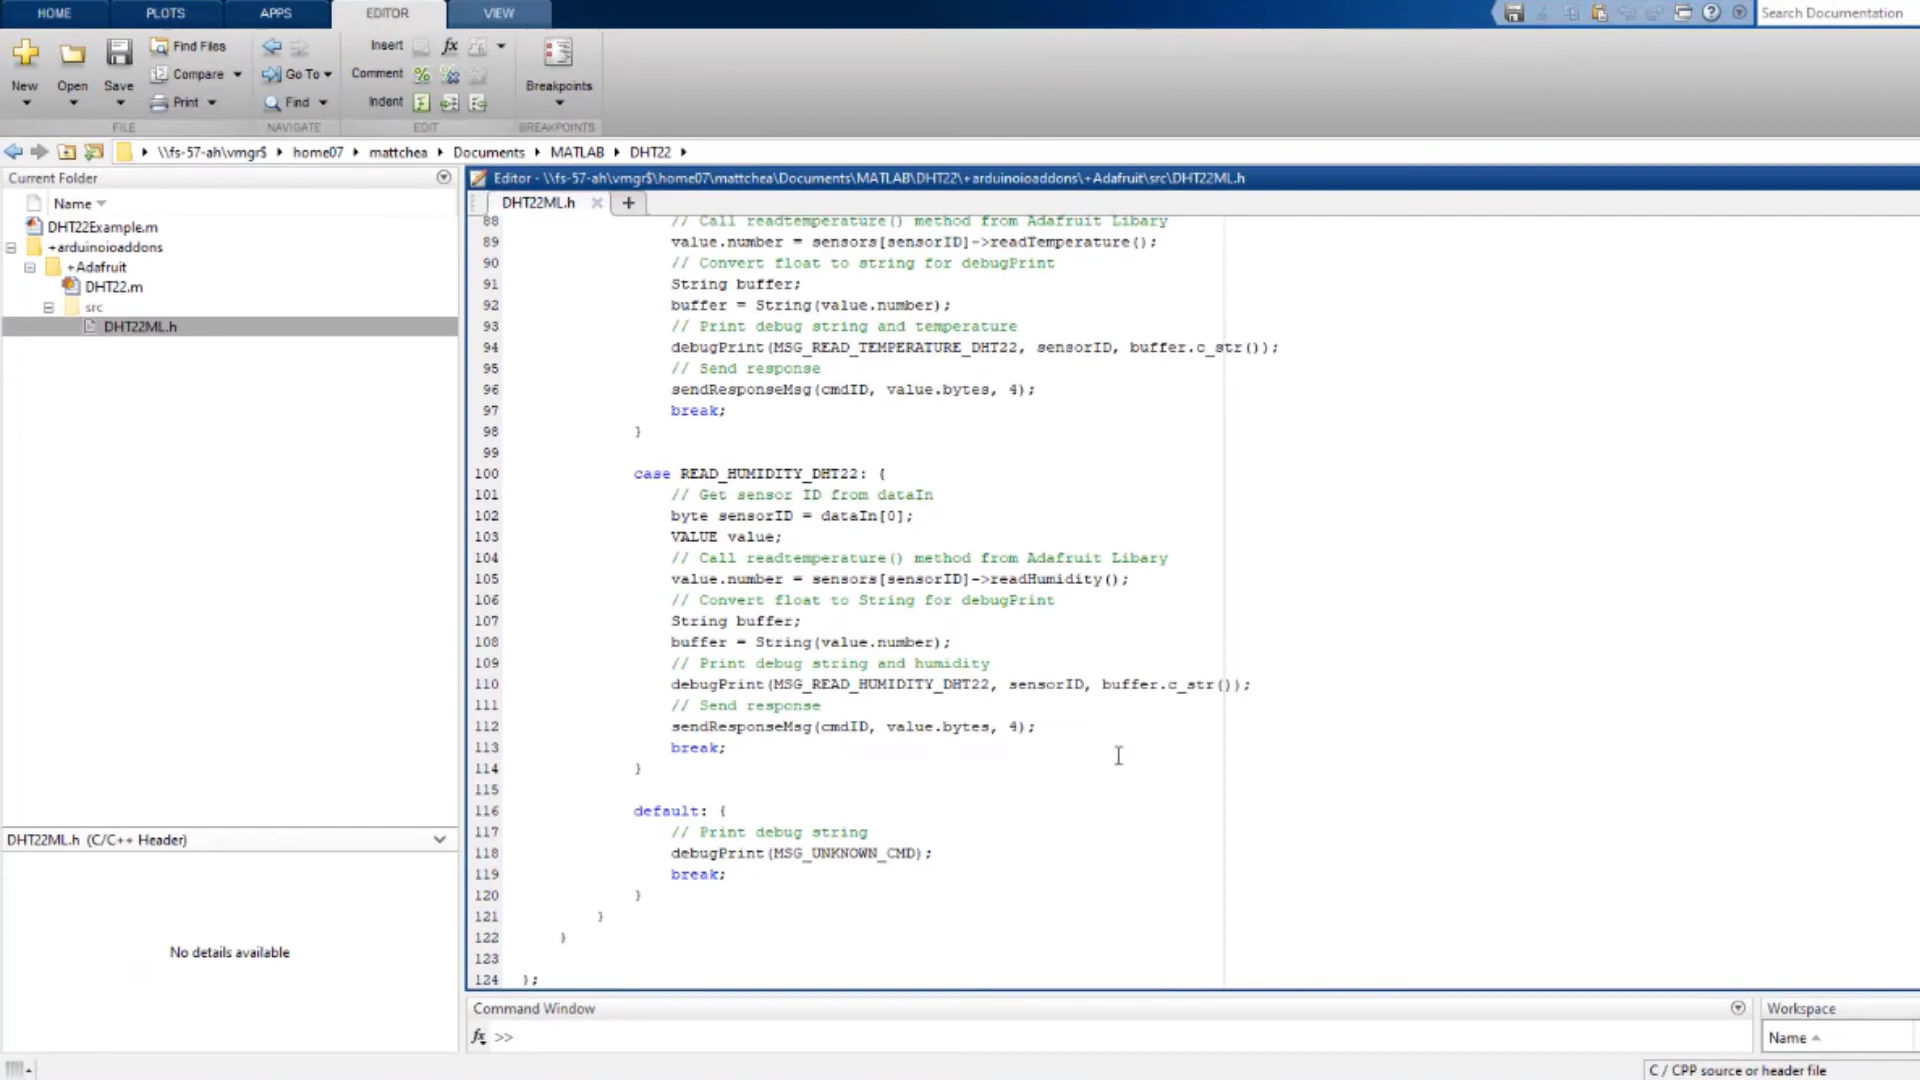 HOME PLOTS APPS EDITOR VIEW Search Documentation
New Open Save Find Files Compare Print
Go To Find
Insert fx
Comment
Indent
Breakpoints
FILE NAVIGATE EDIT BREAKPOINTS
\\fs-57-ah\vmgr$ home07 mattchea Documents MATLAB DHT22
Current Folder
Name
DHT22Example.m
+arduinoioaddons
+Adafruit
DHT22.m
src
DHT22ML.h
DHT22ML.h (C/C++ Header)
No details available
Editor - \\fs-57-ah\vmgr$\home07\mattchea\Documents\MATLAB\DHT22\+arduinoioaddons\+Adafruit\src\DHT22ML.h
DHT22ML.h
88 // Call readtemperature() method from Adafruit Libary
89 value.number = sensors[sensorID]->readTemperature();
90 // Convert float to string for debugPrint
91 String buffer;
92 buffer = String(value.number);
93 // Print debug string and temperature
94 debugPrint(MSG_READ_TEMPERATURE_DHT22, sensorID, buffer.c_str());
95 // Send response
96 sendResponseMsg(cmdID, value.bytes, 4);
97 break;
98 }
99
100 case READ_HUMIDITY_DHT22: {
101 // Get sensor ID from dataIn
102 byte sensorID = dataIn[0];
103 VALUE value;
104 // Call readtemperature() method from Adafruit Libary
105 value.number = sensors[sensorID]->readHumidity();
106 // Convert float to String for debugPrint
107 String buffer;
108 buffer = String(value.number);
109 // Print debug string and humidity
110 debugPrint(MSG_READ_HUMIDITY_DHT22, sensorID, buffer.c_str());
111 // Send response
112 sendResponseMsg(cmdID, value.bytes, 4);
113 break;
114 }
115
116 default: {
117 // Print debug string
118 debugPrint(MSG_UNKNOWN_CMD);
119 break;
120 }
121 }
122 }
123
124 };
Command Window
fx >>
Workspace
Name
C / CPP source or header file